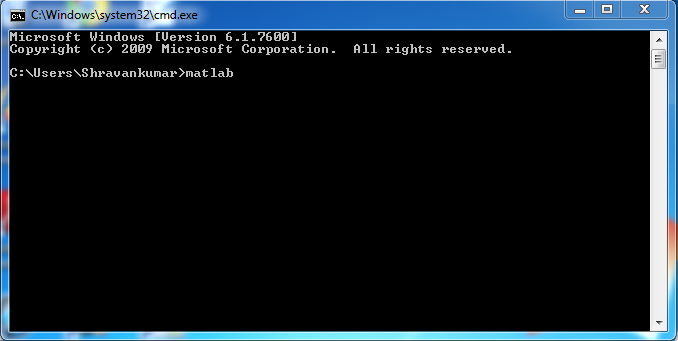 C:\Windows\system32\cmd.exe
Microsoft Windows [Version 6.1.7600]
Copyright (c) 2009 Microsoft Corporation.  All rights reserved.
C:\Users\Shravankumar>matlab